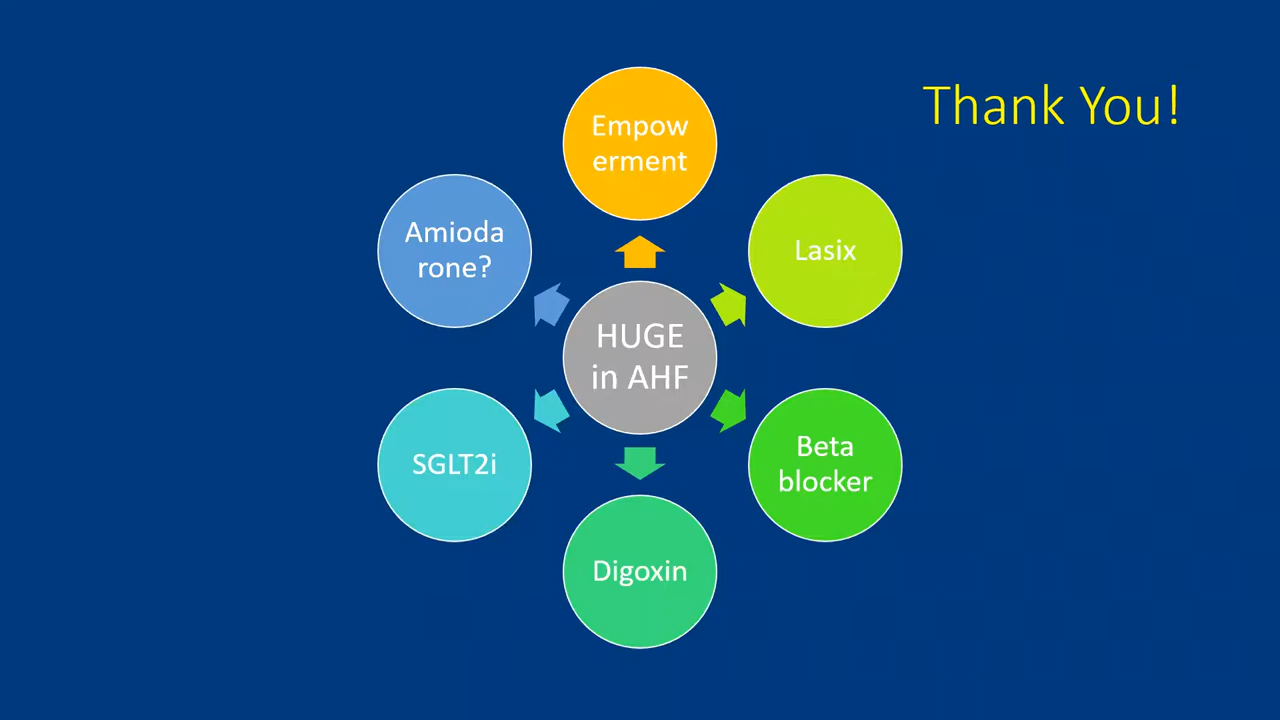 Thank You!
Empow
erment
Lasix
Beta
blocker
Digoxin
SGLT2i
Amioda
rone?
HUGE
in AHF